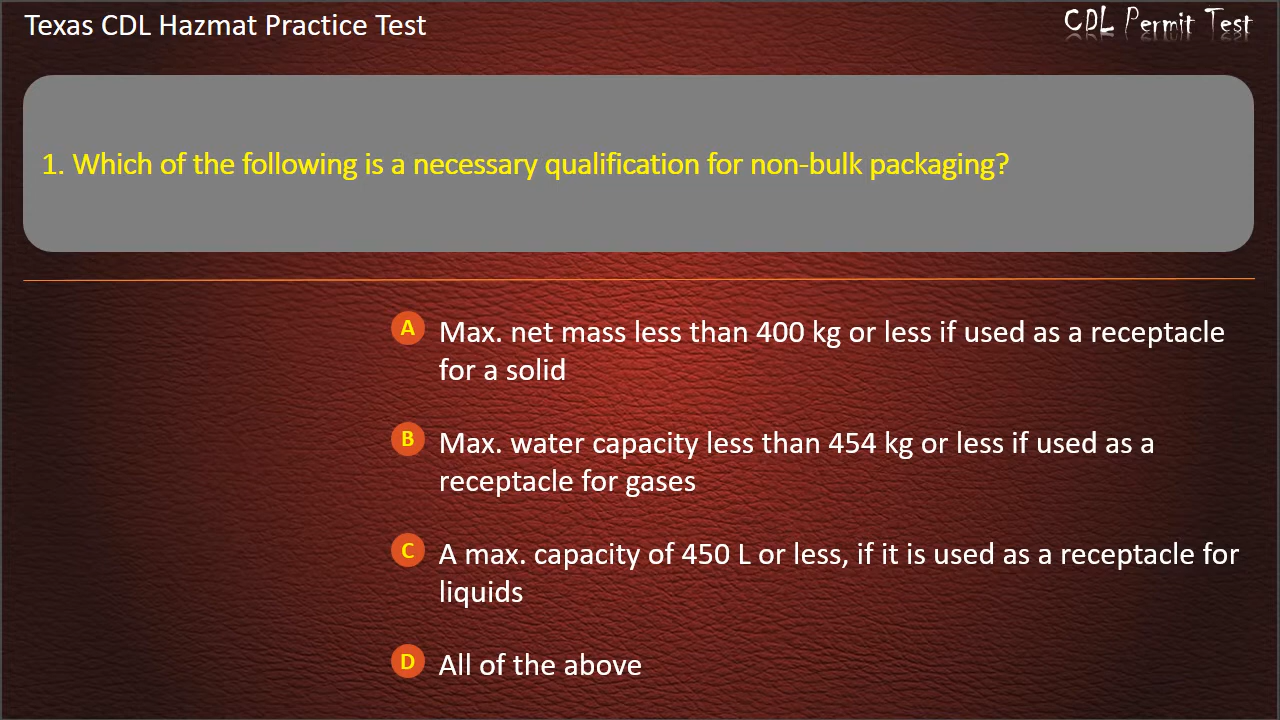 Texas CDL Hazmat Practice Test
CDL Permit Test
1. Which of the following is a necessary qualification for non-bulk packaging?
A Max. net mass less than 400 kg or less if used as a receptacle
for a solid
B Max. water capacity less than 454 kg or less if used as a
receptacle for gases
C A max. capacity of 450 L or less, if it is used as a receptacle for
liquids
D All of the above